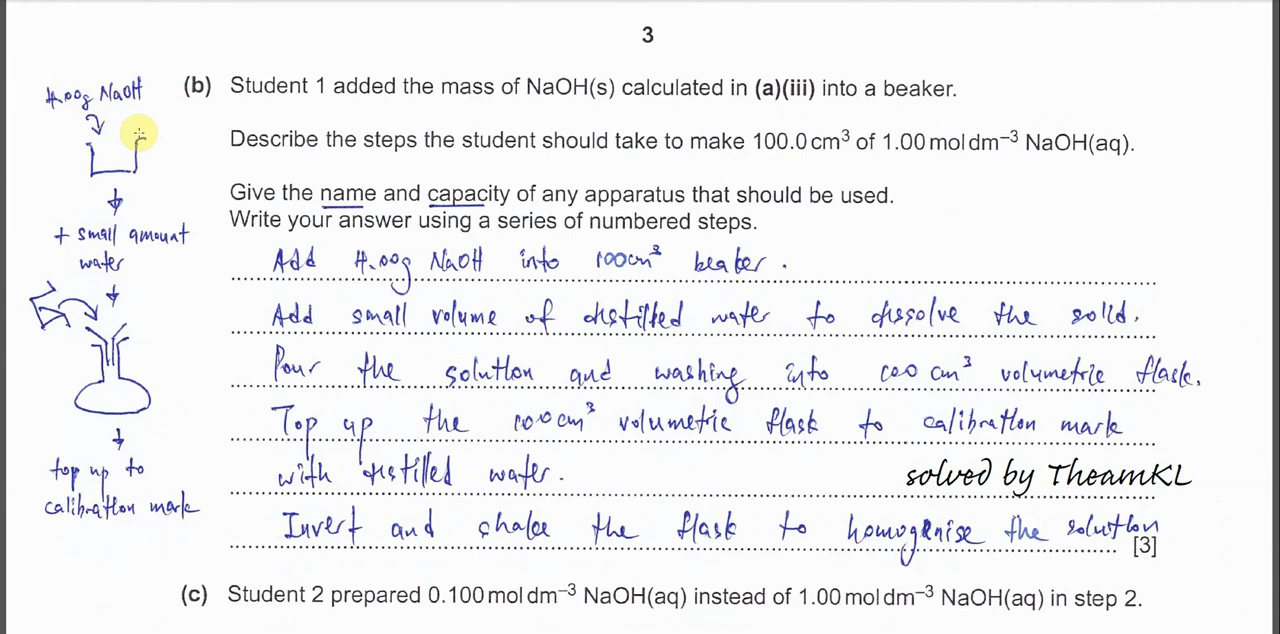 3
4.00g NaOH
(b) Student 1 added the mass of NaOH(s) calculated in (a)(iii) into a beaker.
Describe the steps the student should take to make 100.0 cm³ of 1.00 mol dm⁻³ NaOH(aq).
Give the name and capacity of any apparatus that should be used.
Write your answer using a series of numbered steps.
+ small amount
water
Add 4.00g NaOH into 100cm³ beaker.
Add small volume of distilled water to dissolve the solid.
Pour the solution and washing into 100 cm³ volumetric flask.
Top up the 100cm³ volumetric flask to calibration mark
with distilled water.
solved by TheamKL
top up to
calibration mark
Invert and shake the flask to homogenise the solution
[3]
(c) Student 2 prepared 0.100 mol dm⁻³ NaOH(aq) instead of 1.00 mol dm⁻³ NaOH(aq) in step 2.